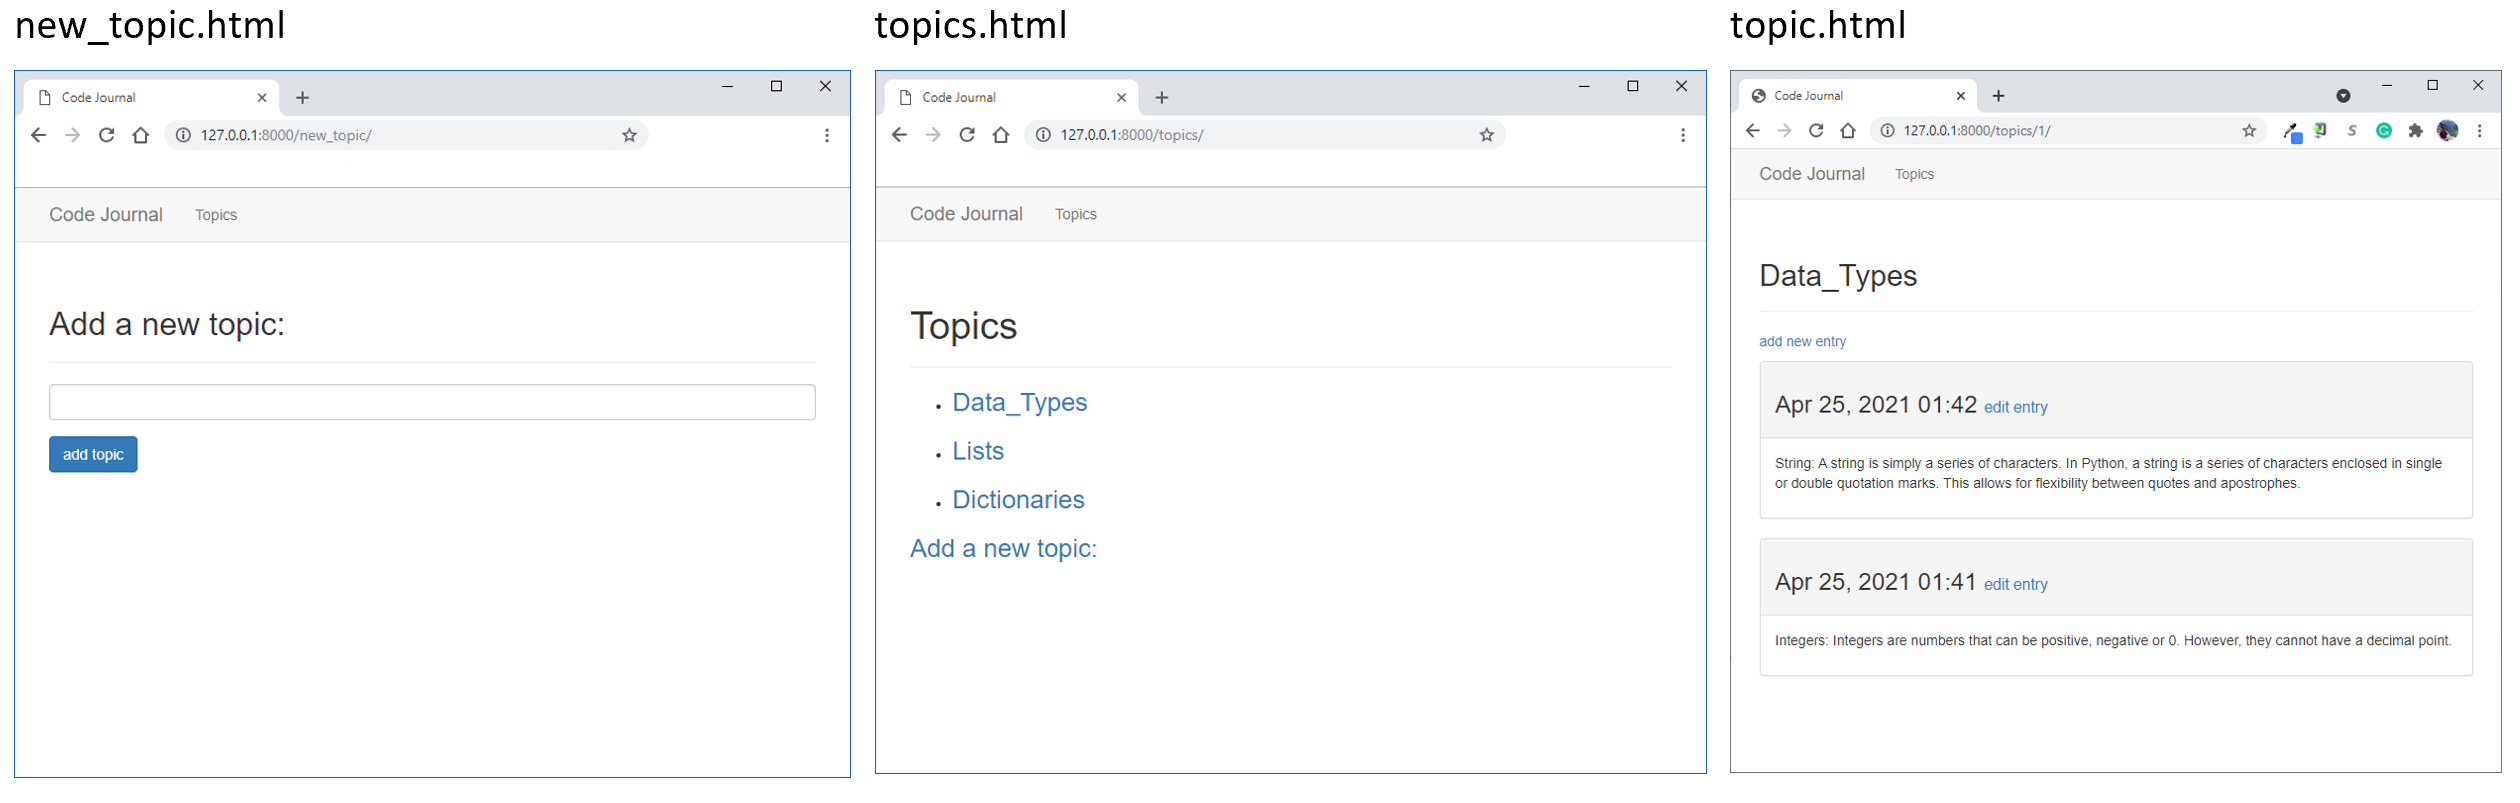 new_topic.html
Code Journal
127.0.0.1:8000/new_topic/
Code Journal Topics
Add a new topic:
add topic
topics.html
Code Journal
127.0.0.1:8000/topics/
Code Journal Topics
Topics
Data_Types
Lists
Dictionaries
Add a new topic:
topic.html
Code Journal
127.0.0.1:8000/topics/1/
S
G
Code Journal Topics
Data_Types
add new entry
Apr 25, 2021 01:42 edit entry
String: A string is simply a series of characters. In Python, a string is a series of characters enclosed in single
or double quotation marks. This allows for flexibility between quotes and apostrophes.
Apr 25, 2021 01:41 edit entry
Integers: Integers are numbers that can be positive, negative or 0. However, they cannot have a decimal point.